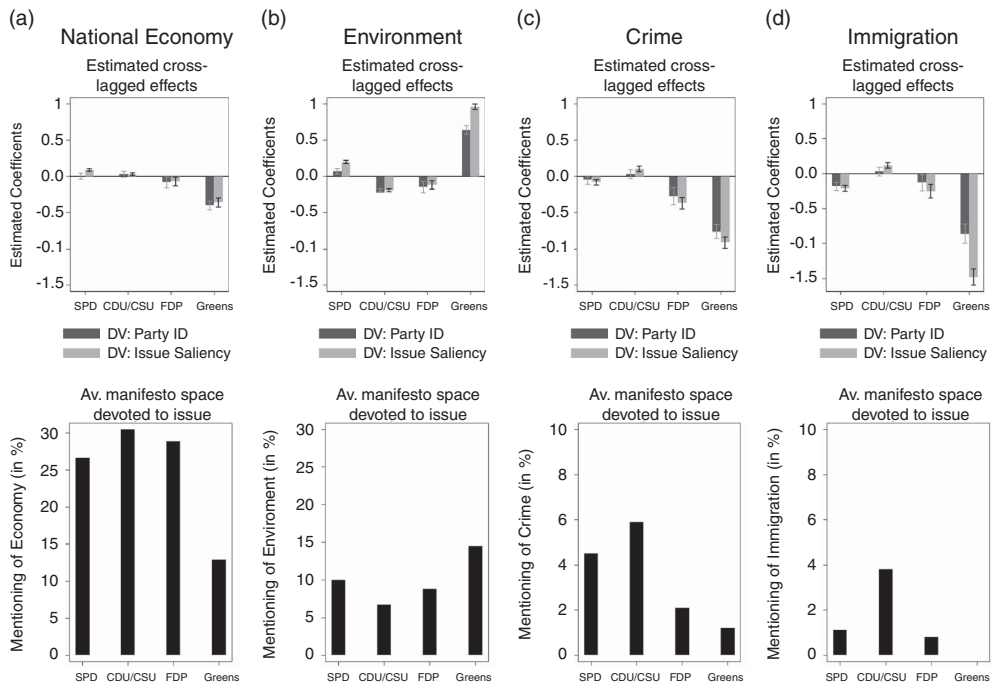 (a)
National Economy
Estimated cross-
lagged effects
Estimated Coefficents
1
0.5
0.0
-0.5
-0.1
-1.5
SPD CDU/CSU FDP Greens
DV: Party ID
DV: Issue Saliency
Av. manifesto space
devoted to issue
Mentioning of Economy (in %)
30
25
20
15
10
5
0
SPD CDU/CSU FDP Greens
(b)
Environment
Estimated cross-
lagged effects
Estimated Coefficents
1
0.5
0.0
-0.5
-0.1
-1.5
SPD CDU/CSU FDP Greens
DV: Party ID
DV: Issue Saliency
Av. manifesto space
devoted to issue
Mentioning of Enviroment (in %)
30
25
20
15
10
5
0
SPD CDU/CSU FDP Greens
(c)
Crime
Estimated cross-
lagged effects
Estimated Coefficents
1
0.5
0.0
-0.5
-0.1
-1.5
SPD CDU/CSU FDP Greens
DV: Party ID
DV: Issue Saliency
Av. manifesto space
devoted to issue
Mentioning of Crime (in %)
10
8
6
4
2
0
SPD CDU/CSU FDP Greens
(d)
Immigration
Estimated cross-
lagged effects
Estimated Coefficents
1
0.5
0.0
-0.5
-0.1
-1.5
SPD CDU/CSU FDP Greens
DV: Party ID
DV: Issue Saliency
Av. manifesto space
devoted to issue
Mentioning of Immigration (in %)
10
8
6
4
2
0
SPD CDU/CSU FDP Greens